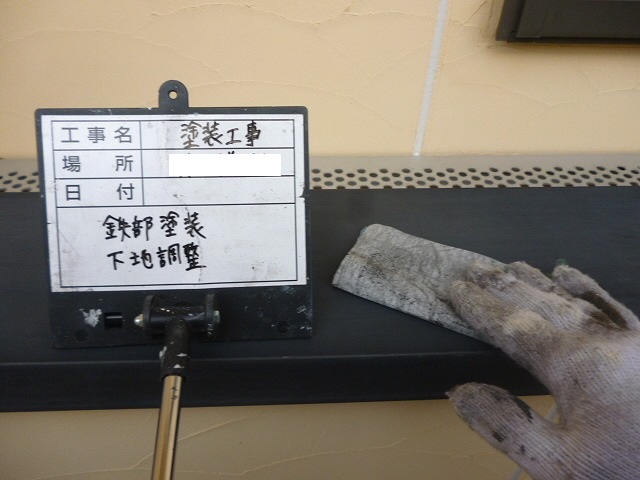 工事名 塗装工事
場所
日付
鉄部塗装
下地調整